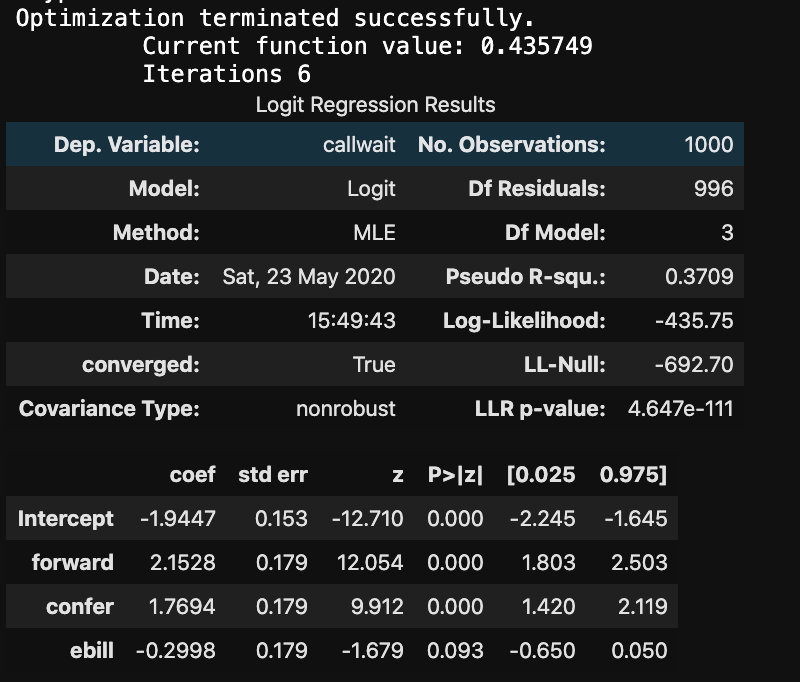 Optimization terminated successfully.
Current function value: 0.435749
Iterations 6
Logit Regression Results
Dep. Variable: callwait No. Observations: 1000
Model: Logit Df Residuals: 996
Method: MLE Df Model: 3
Date: Sat, 23 May 2020 Pseudo R-squ.: 0.3709
Time: 15:49:43 Log-Likelihood: -435.75
converged: True LL-Null: -692.70
Covariance Type: nonrobust LLR p-value: 4.647e-111
coef std err z P>|z| [0.025 0.975]
Intercept -1.9447 0.153 -12.710 0.000 -2.245 -1.645
forward 2.1528 0.179 12.054 0.000 1.803 2.503
confer 1.7694 0.179 9.912 0.000 1.420 2.119
ebill -0.2998 0.179 -1.679 0.093 -0.650 0.050